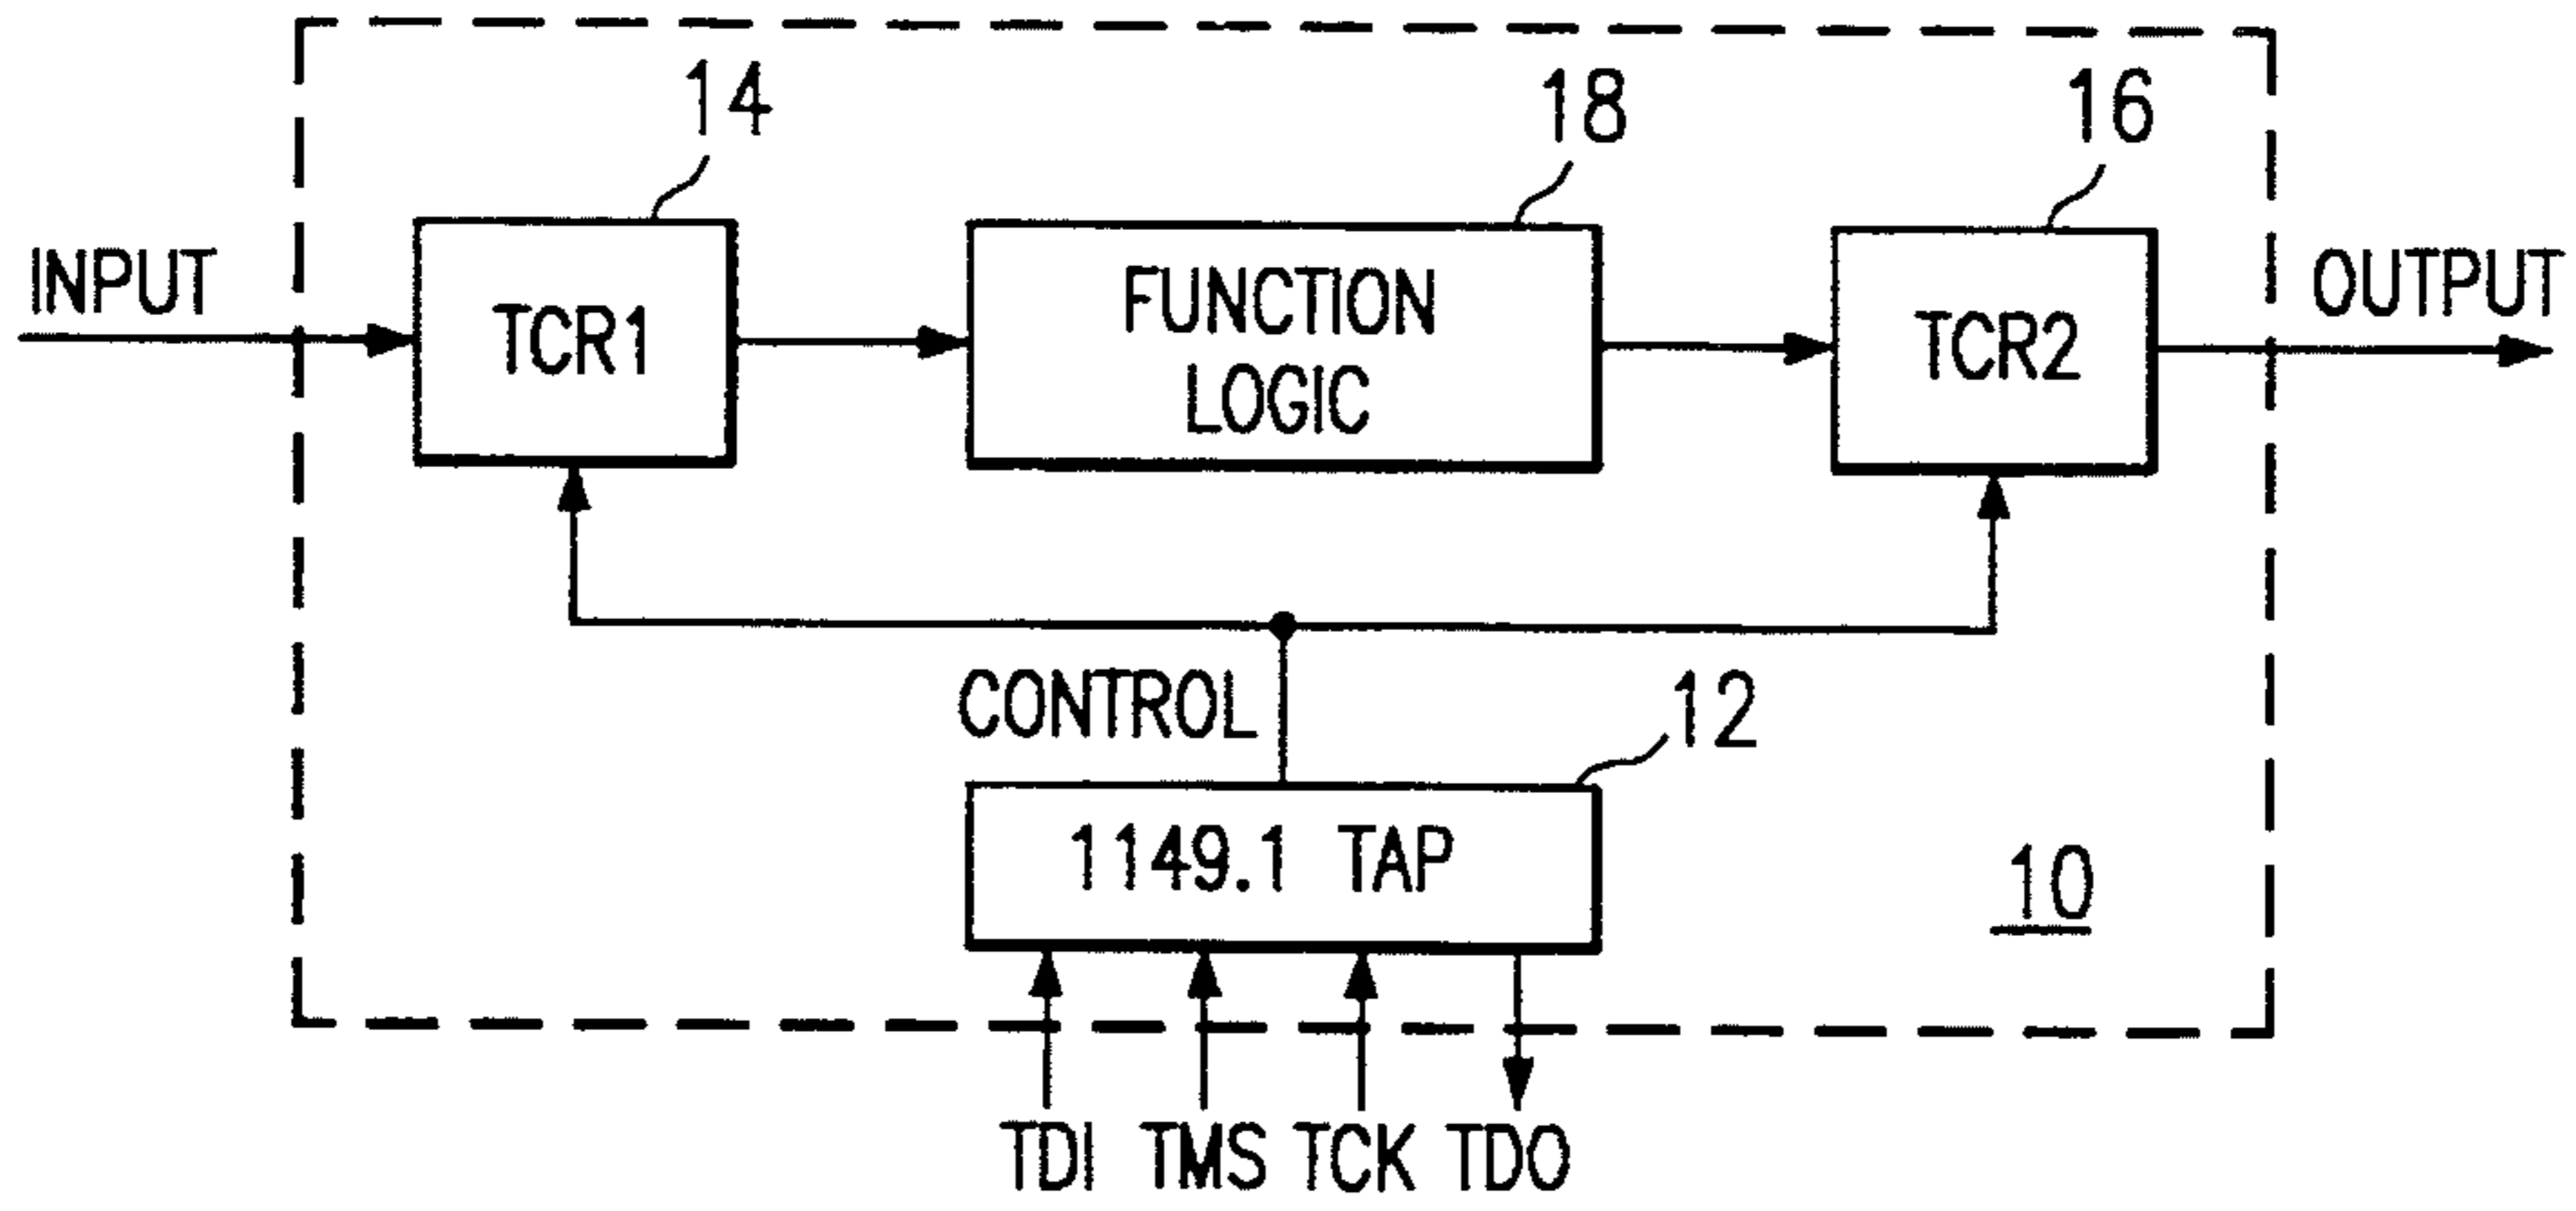 14
18
16
INPUT
OUTPUT
TCR1
FUNCTION
LOGIC
TCR2
CONTROL
12
1149.1 TAP
10
TDI TMS TCK TDO